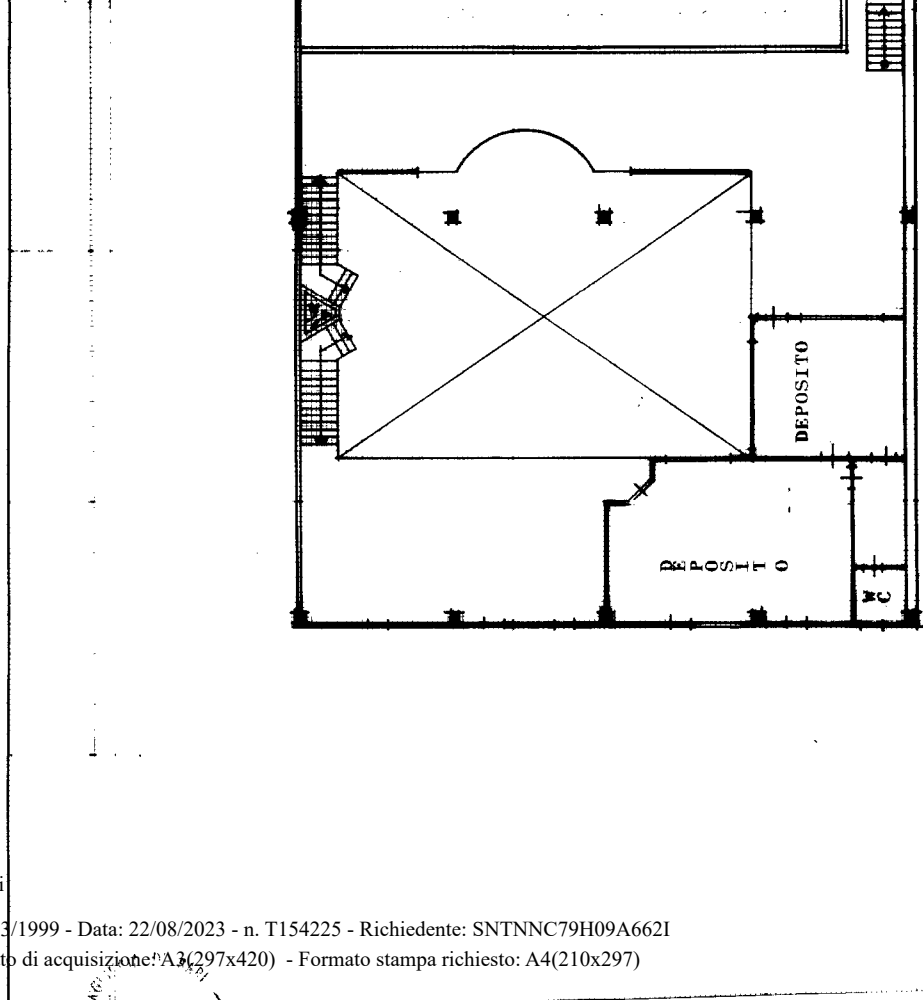 DEPOSITO
DEPOSITO
WC
i
3/1999 - Data: 22/08/2023 - n. T154225 - Richiedente: SNTNNC79H09A662I
to di acquisizione: A3(297x420) - Formato stampa richiesto: A4(210x297)